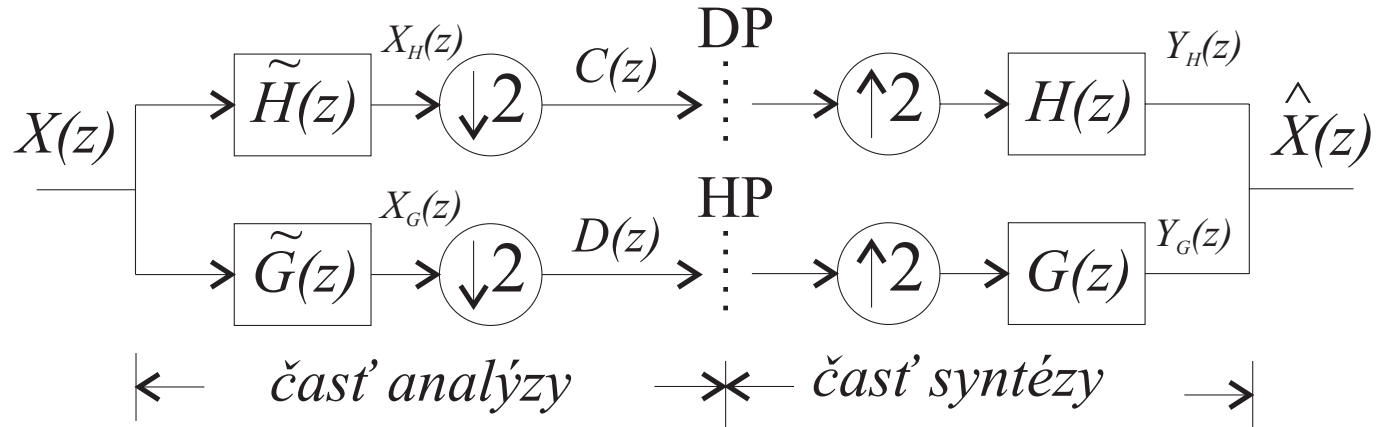 DP
X_H(z)
Y_H(z)
X(z)
H̃(z)
↓2
C(z)
↑2
H(z)
X̂(z)
HP
X_G(z)
Y_G(z)
G̃(z)
↓2
D(z)
↑2
G(z)
časť analýzy
časť syntézy